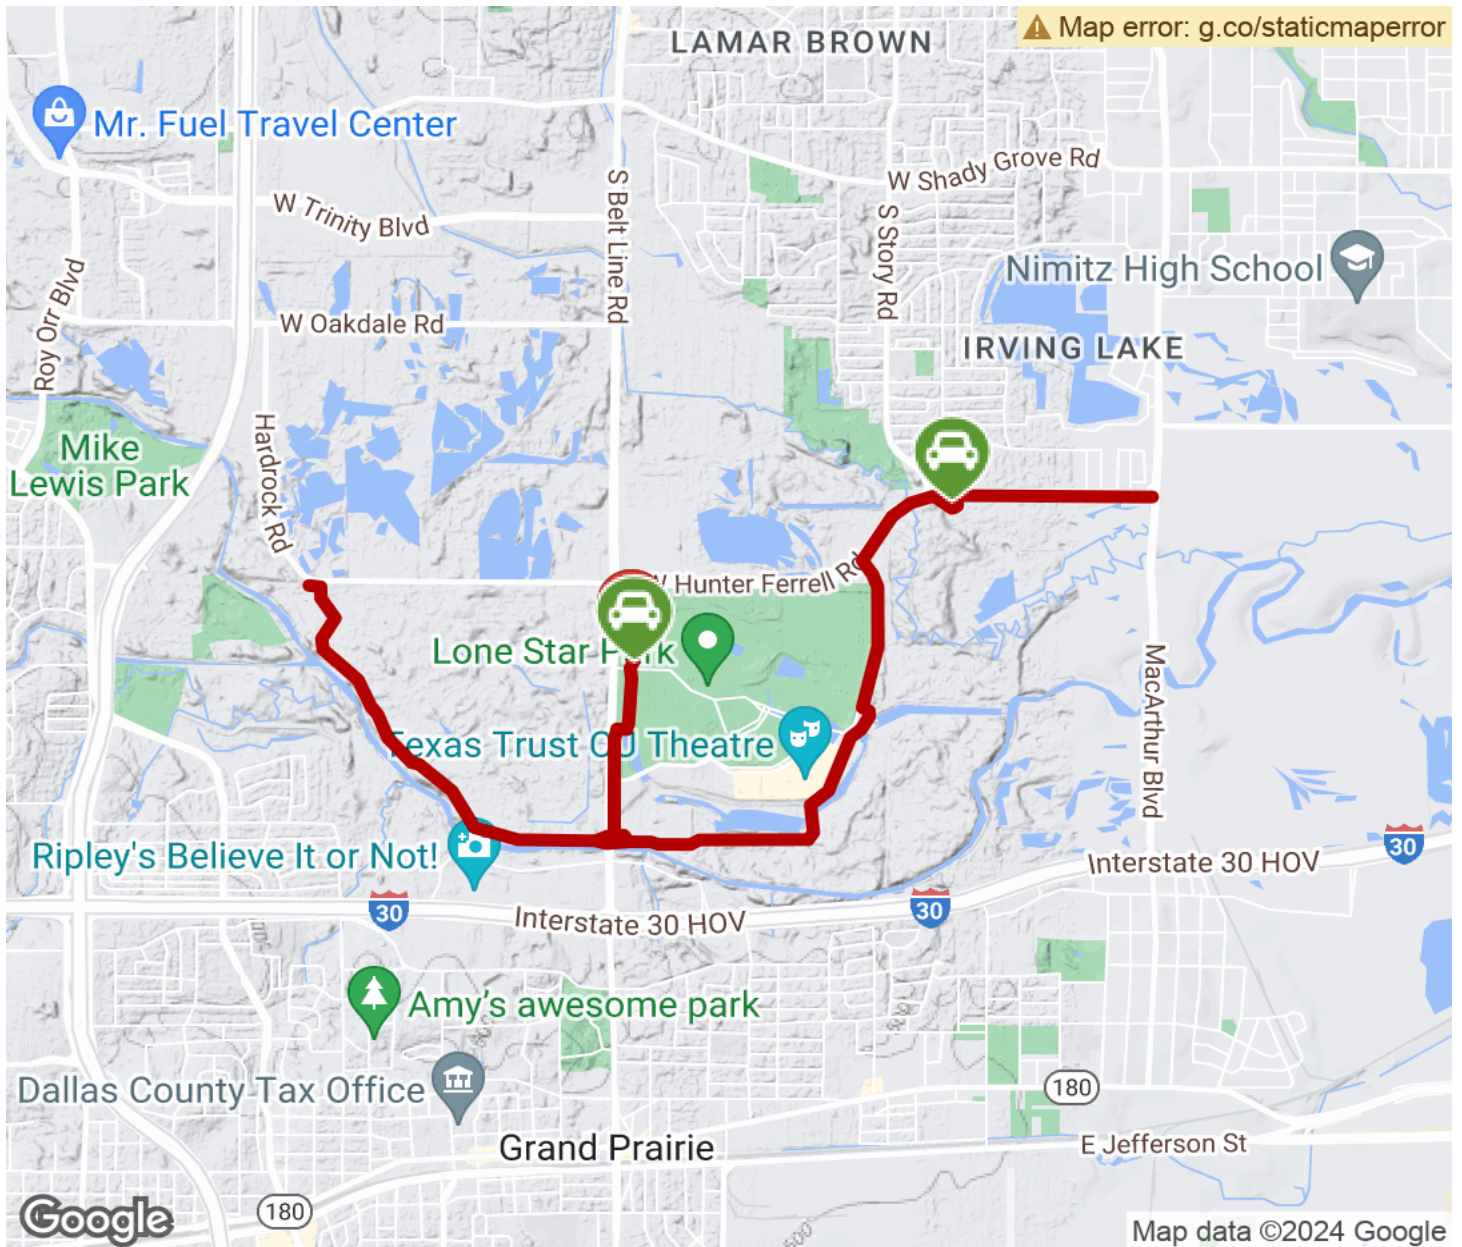 LAMAR BROWN
Map error: g.co/staticmaperror
Mr. Fuel Travel Center
W Shady Grove Rd
W Trinity Blvd
S Belt Line Rd
S Story Rd
Nimitz High School
Roy Orr Blvd
W Oakdale Rd
IRVING LAKE
Mike
Lewis Park
Hardrock Rd
W Hunter Ferrell Rd
Lone Star Park
MacArthur Blvd
Texas Trust CU Theatre
Ripley's Believe It or Not!
Interstate 30 HOV
30
30
30
Interstate 30 HOV
Amy's awesome park
Dallas County Tax Office
180
Grand Prairie
E Jefferson St
180
Google
Map data ©2024 Google